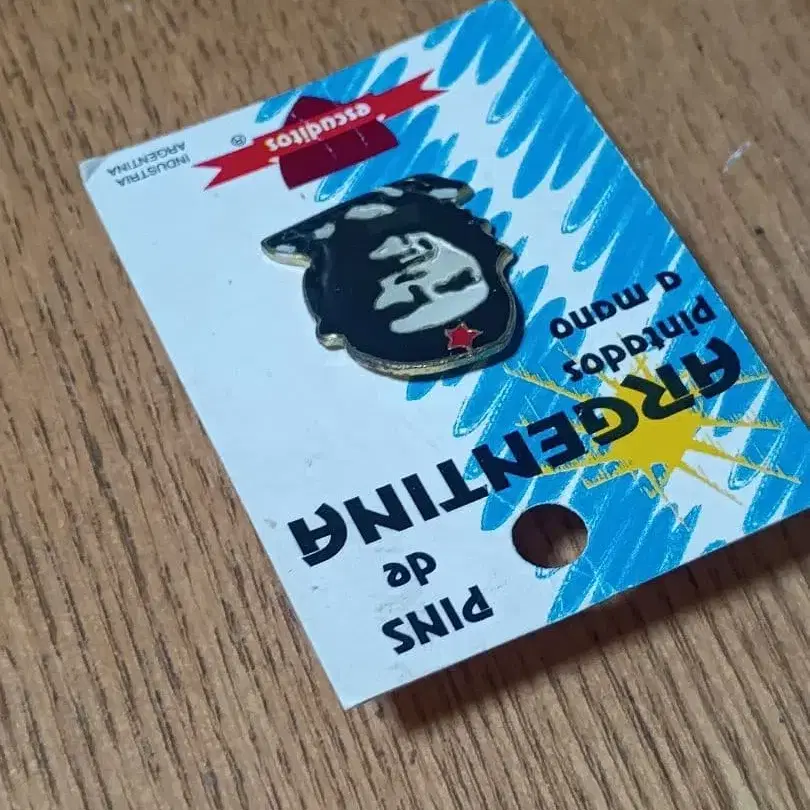 PINS
de
ARGENTINA
pintados
a mano
escuditos ®
INDUSTRIA
ARGENTINA